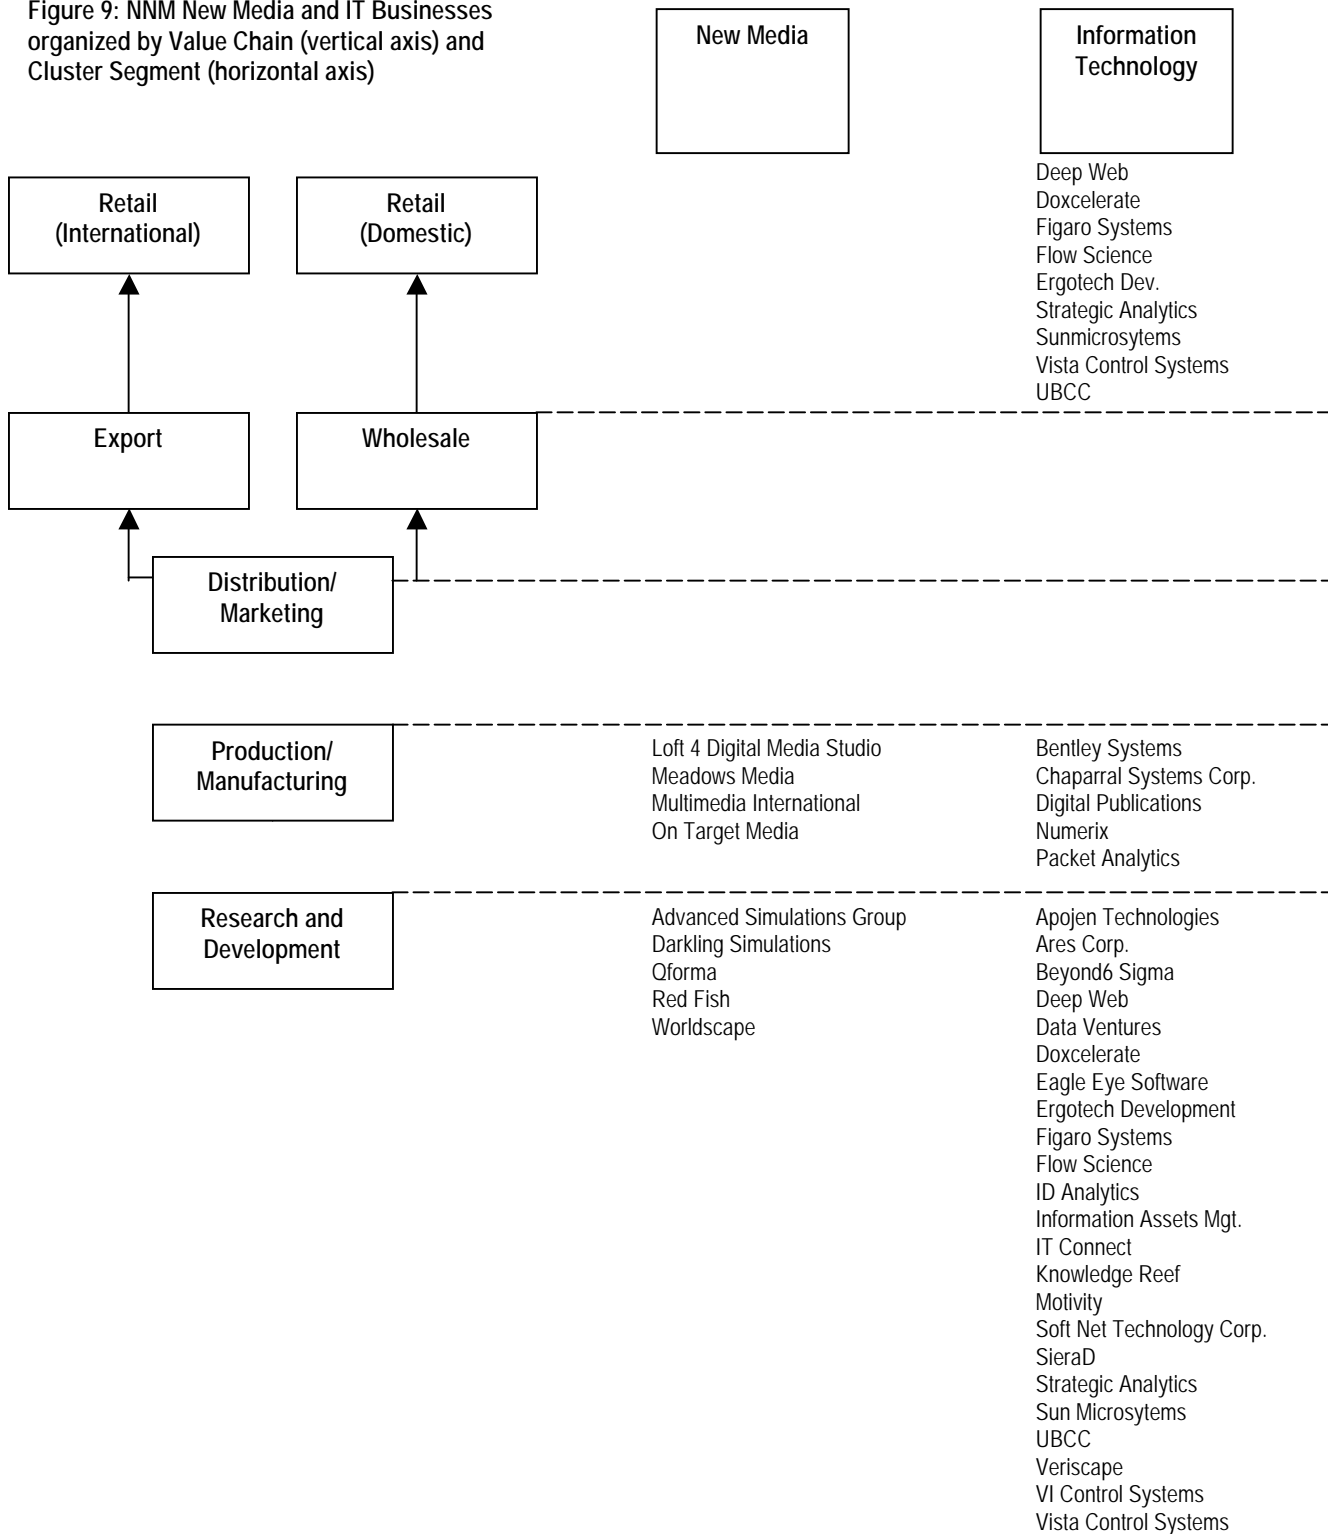 Figure 9: NNM New Media and IT Businesses
organized by Value Chain (vertical axis) and
Cluster Segment (horizontal axis)
New Media
Information
Technology
Retail
(International)
Retail
(Domestic)
Deep Web
Doxcelerate
Figaro Systems
Flow Science
Ergotech Dev.
Strategic Analytics
Sunmicrosytems
Vista Control Systems
UBCC
Export
Wholesale
Distribution/
Marketing
Production/
Manufacturing
Loft 4 Digital Media Studio
Meadows Media
Multimedia International
On Target Media
Bentley Systems
Chaparral Systems Corp.
Digital Publications
Numerix
Packet Analytics
Research and
Development
Advanced Simulations Group
Darkling Simulations
Qforma
Red Fish
Worldscape
Apojen Technologies
Ares Corp.
Beyond6 Sigma
Deep Web
Data Ventures
Doxcelerate
Eagle Eye Software
Ergotech Development
Figaro Systems
Flow Science
ID Analytics
Information Assets Mgt.
IT Connect
Knowledge Reef
Motivity
Soft Net Technology Corp.
SieraD
Strategic Analytics
Sun Microsytems
UBCC
Veriscape
VI Control Systems
Vista Control Systems